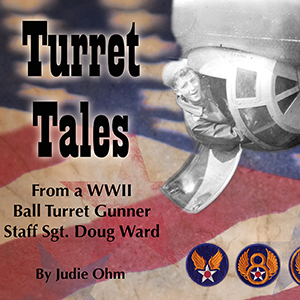 Turret
Tales
From a WWII
Ball Turret Gunner
Staff Sgt. Doug Ward
By Judie Ohm